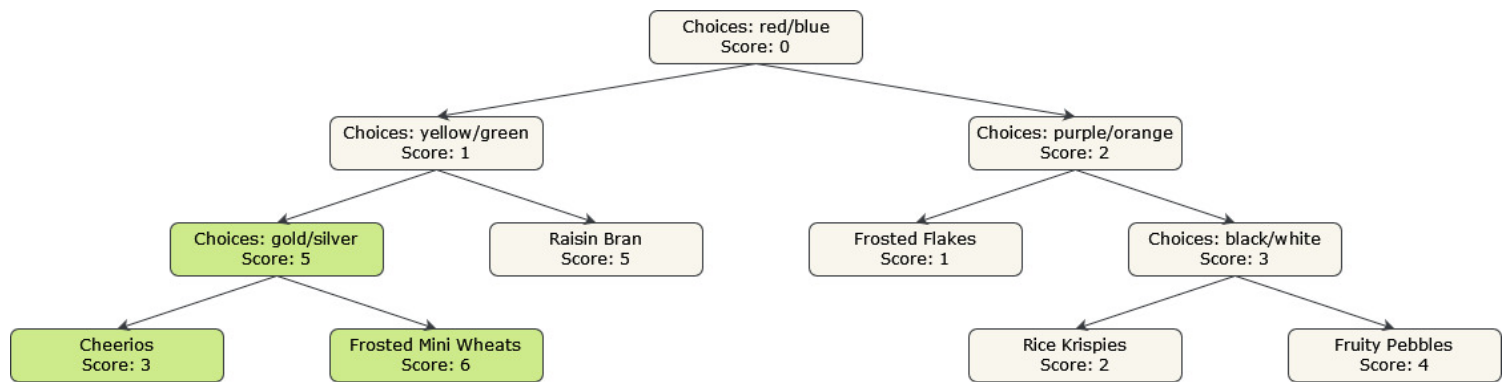 Choices: red/blue
Score: 0
Choices: yellow/green
Score: 1
Choices: purple/orange
Score: 2
Choices: gold/silver
Score: 5
Raisin Bran
Score: 5
Frosted Flakes
Score: 1
Choices: black/white
Score: 3
Cheerios
Score: 3
Frosted Mini Wheats
Score: 6
Rice Krispies
Score: 2
Fruity Pebbles
Score: 4